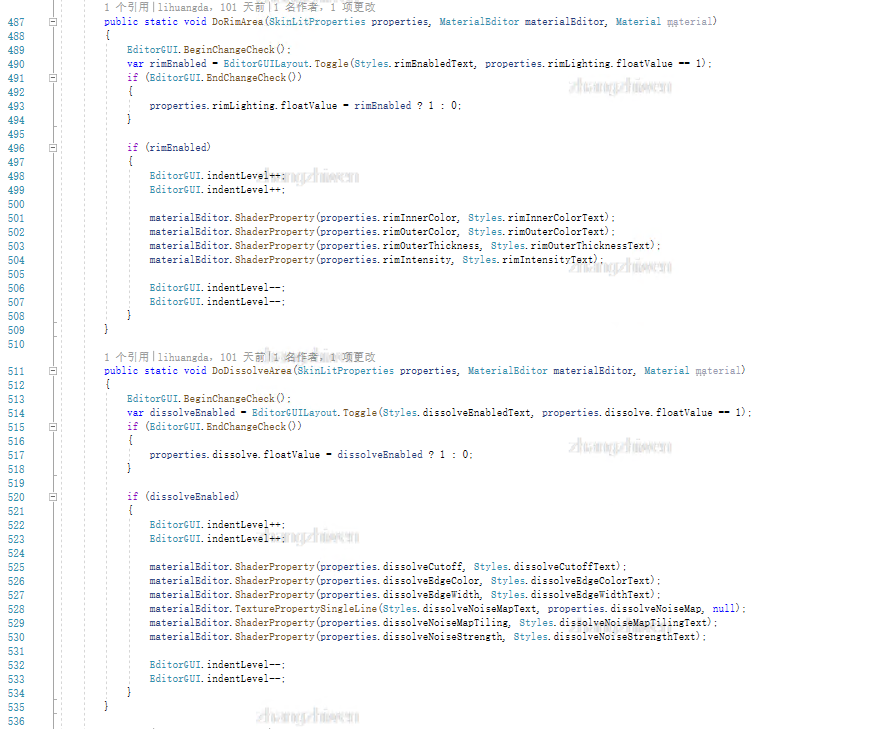 1 个引用|lihuangda，101 天前|1 名作者，1 项更改
487 public static void DoRimArea(SkinLitProperties properties, MaterialEditor materialEditor, Material material)
488 {
489 EditorGUI.BeginChangeCheck();
490 var rimEnabled = EditorGUILayout.Toggle(Styles.rimEnabledText, properties.rimLighting.floatValue == 1);
491 if (EditorGUI.EndChangeCheck())
492 {
493 properties.rimLighting.floatValue = rimEnabled ? 1 : 0;
494 }
495
496 if (rimEnabled)
497 {
498 EditorGUI.indentLevel++;
499 EditorGUI.indentLevel++;
500
501 materialEditor.ShaderProperty(properties.rimInnerColor, Styles.rimInnerColorText);
502 materialEditor.ShaderProperty(properties.rimOuterColor, Styles.rimOuterColorText);
503 materialEditor.ShaderProperty(properties.rimOuterThickness, Styles.rimOuterThicknessText);
504 materialEditor.ShaderProperty(properties.rimIntensity, Styles.rimIntensityText);
505
506 EditorGUI.indentLevel--;
507 EditorGUI.indentLevel--;
508 }
509 }
510
1 个引用|lihuangda，101 天前|1 名作者，1 项更改
511 public static void DoDissolveArea(SkinLitProperties properties, MaterialEditor materialEditor, Material material)
512 {
513 EditorGUI.BeginChangeCheck();
514 var dissolveEnabled = EditorGUILayout.Toggle(Styles.dissolveEnabledText, properties.dissolve.floatValue == 1);
515 if (EditorGUI.EndChangeCheck())
516 {
517 properties.dissolve.floatValue = dissolveEnabled ? 1 : 0;
518 }
519
520 if (dissolveEnabled)
521 {
522 EditorGUI.indentLevel++;
523 EditorGUI.indentLevel++;
524
525 materialEditor.ShaderProperty(properties.dissolveCutoff, Styles.dissolveCutoffText);
526 materialEditor.ShaderProperty(properties.dissolveEdgeColor, Styles.dissolveEdgeColorText);
527 materialEditor.ShaderProperty(properties.dissolveEdgeWidth, Styles.dissolveEdgeWidthText);
528 materialEditor.TexturePropertySingleLine(Styles.dissolveNoiseMapText, properties.dissolveNoiseMap, null);
529 materialEditor.ShaderProperty(properties.dissolveNoiseMapTiling, Styles.dissolveNoiseMapTilingText);
530 materialEditor.ShaderProperty(properties.dissolveNoiseStrength, Styles.dissolveNoiseStrengthText);
531
532 EditorGUI.indentLevel--;
533 EditorGUI.indentLevel--;
534 }
535 }
536
zhangzhiwen